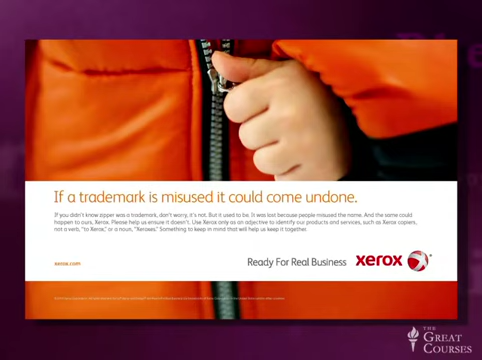 If a trademark is misused it could come undone.
If you didn't know zipper was a trademark, don't worry, it's not. But it used to be. It was lost because people misused the name. And the same could
happen to ours, Xerox. Please help us ensure it doesn't. Use Xerox only as an adjective to identify our products and services, such as Xerox copiers,
not a verb, "to Xerox," or a noun, "Xeroxes." Something to keep in mind that will help us keep it together.
xerox.com
Ready For Real Business xerox
THE
GREAT
COURSES